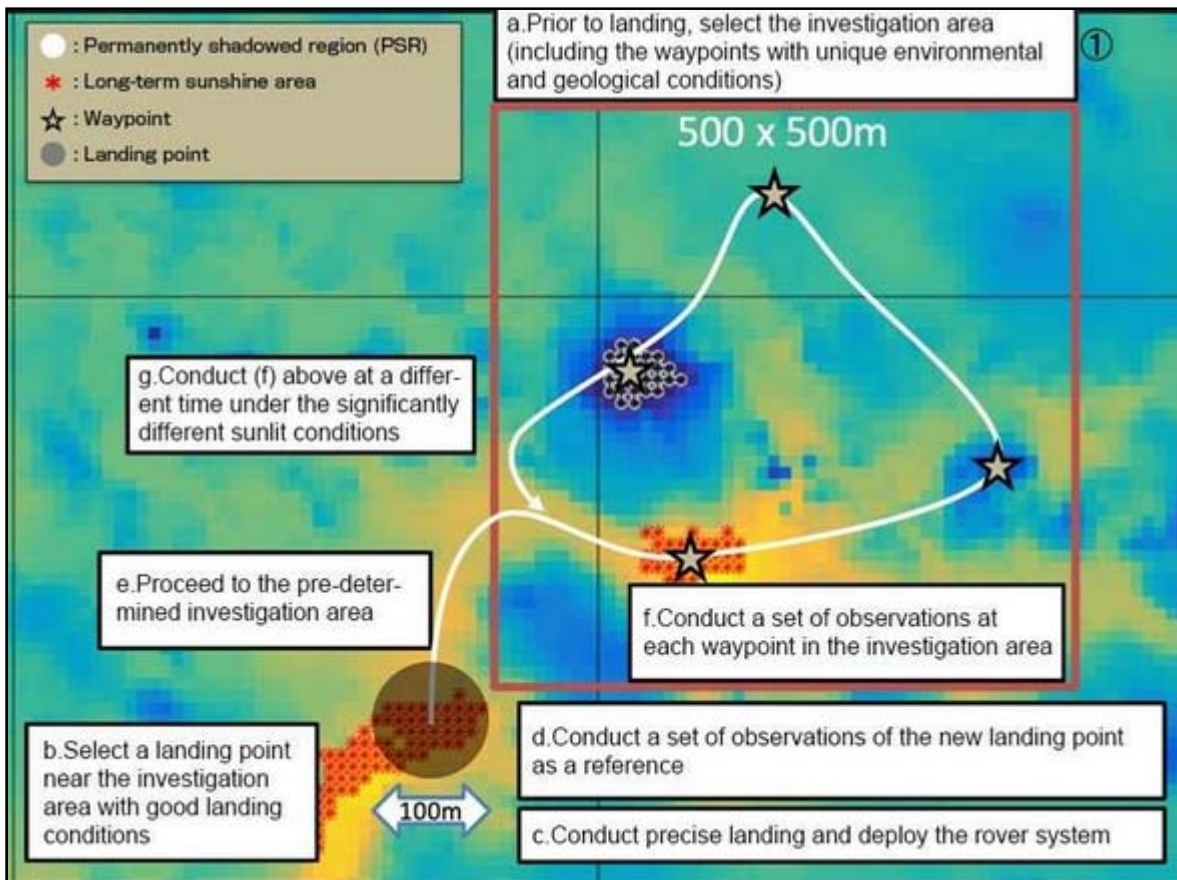 : Permanently shadowed region (PSR)
: Long-term sunshine area
: Waypoint
: Landing point
a.Prior to landing, select the investigation area
(including the waypoints with unique environmental
and geological conditions)
①
500 x 500m
g.Conduct (f) above at a differ-
ent time under the significantly
different sunlit conditions
e.Proceed to the pre-deter-
mined investigation area
f.Conduct a set of observations at
each waypoint in the investigation area
b.Select a landing point
near the investigation
area with good landing
conditions
100m
d.Conduct a set of observations of the new landing point
as a reference
c.Conduct precise landing and deploy the rover system